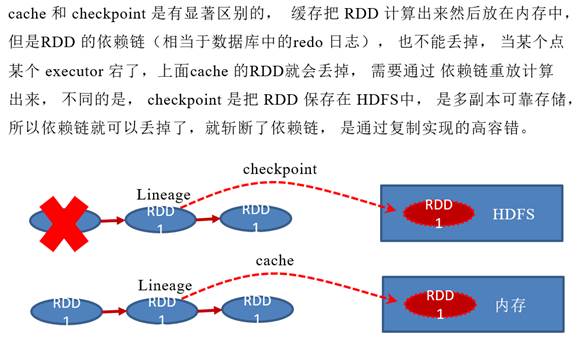 cache 和 checkpoint 是有显著区别的， 缓存把 RDD 计算出来然后放在内存中，
但是RDD 的依赖链（相当于数据库中的redo 日志）， 也不能丢掉， 当某个点
某个 executor 宕了，上面cache 的RDD就会丢掉， 需要通过 依赖链重放计算
出来， 不同的是， checkpoint 是把 RDD 保存在 HDFS中， 是多副本可靠存储，
所以依赖链就可以丢掉了，就斩断了依赖链， 是通过复制实现的高容错。
checkpoint
Lineage
RDD
1
RDD
1
RDD
1
HDFS
cache
Lineage
RDD
1
RDD
1
RDD
1
RDD
1
内存